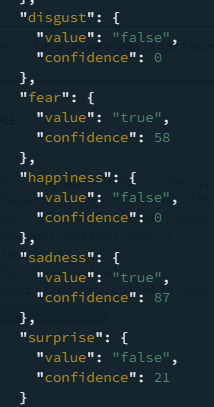 "disgust": {
"value": "false",
"confidence": 0
},
"fear": {
"value": "true",
"confidence": 58
},
"happiness": {
"value": "false",
"confidence": 0
},
"sadness": {
"value": "true",
"confidence": 87
},
"surprise": {
"value": "false",
"confidence": 21
}